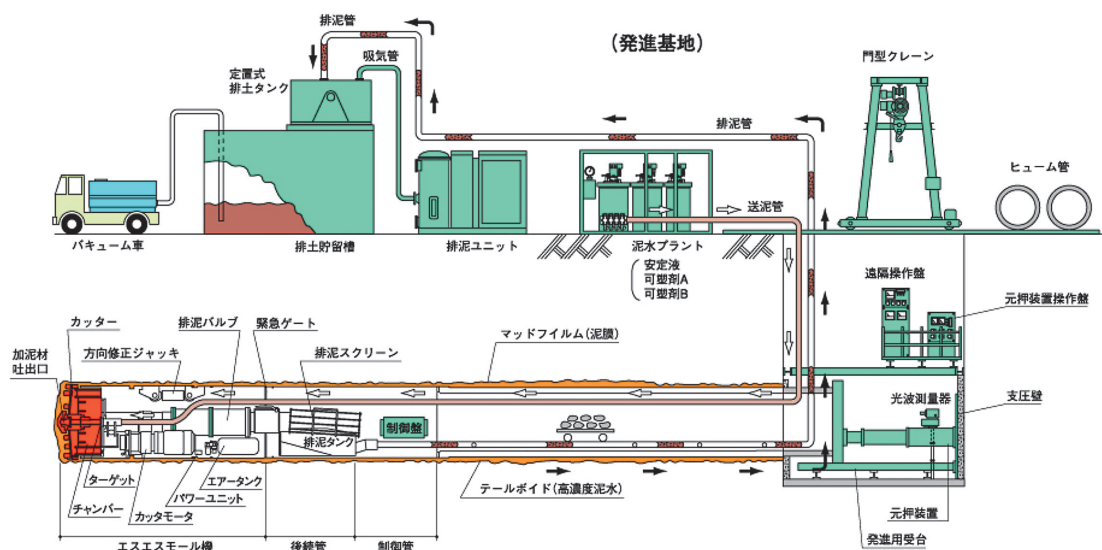 排泥管
(発進基地)
吸気管
門型クレーン
定置式
排土タンク
排泥管
ヒューム管
送泥管
バキューム車
排土貯留槽
排泥ユニット
泥水プラント
安定液
可塑剤A
可塑剤B
遠隔操作盤
元押装置操作盤
カッター
排泥バルブ
緊急ゲート
マッドフイルム(泥膜)
加泥材
吐出口
方向修正ジャッキ
排泥スクリーン
光波測量器
支圧壁
制御盤
排泥タンク
ターゲット
エアータンク
テールボイド(高濃度泥水)
チャンバー
パワーユニット
カッタモータ
元押装置
発進用受台
エスエスモール機
後続管
制御管